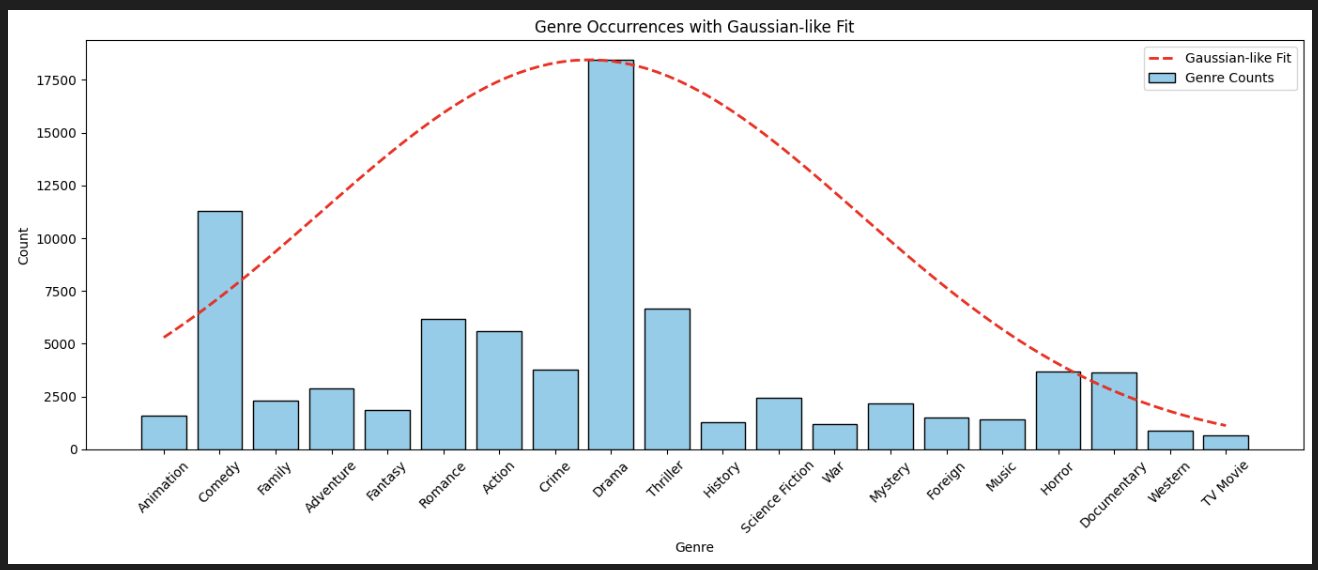 Genre Occurrences with Gaussian-like Fit
Gaussian-like Fit
Genre Counts
Count
17500
15000
12500
10000
7500
5000
2500
0
Animation
Comedy
Family
Adventure
Fantasy
Romance
Action
Crime
Drama
Thriller
History
Science Fiction
War
Mystery
Foreign
Music
Horror
Documentary
Western
TV Movie
Genre